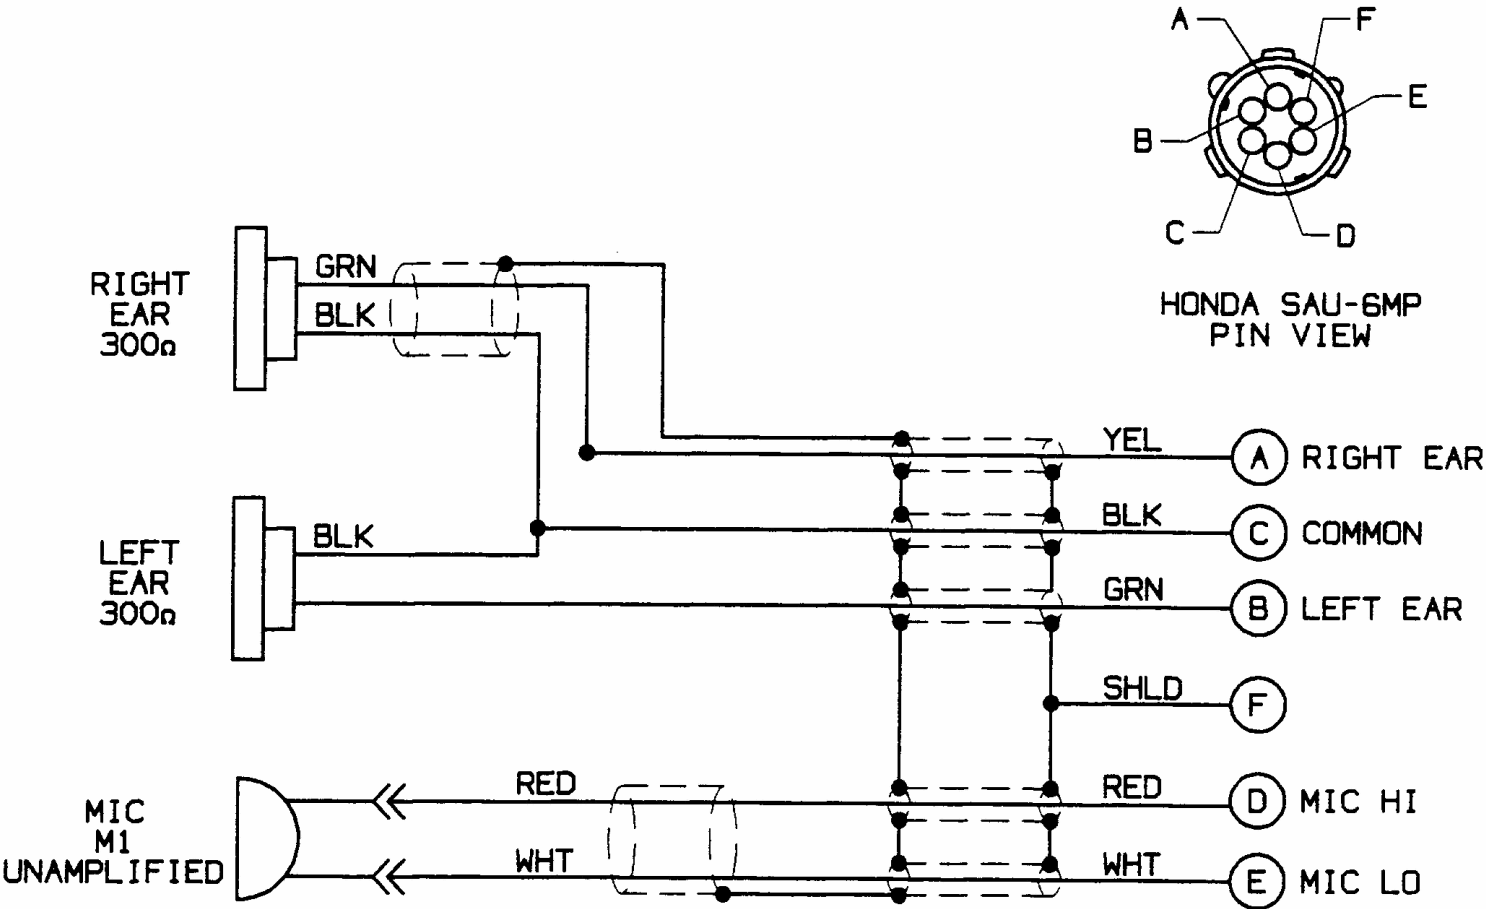 A
F
E
B
C
D
HONDA SAU-6MP
PIN VIEW
RIGHT
EAR
300Ω
GRN
BLK
YEL
A RIGHT EAR
BLK
C COMMON
LEFT
EAR
300Ω
BLK
GRN
B LEFT EAR
SHLD
F
MIC
M1
UNAMPLIFIED
RED
RED
D MIC HI
WHT
WHT
E MIC LO